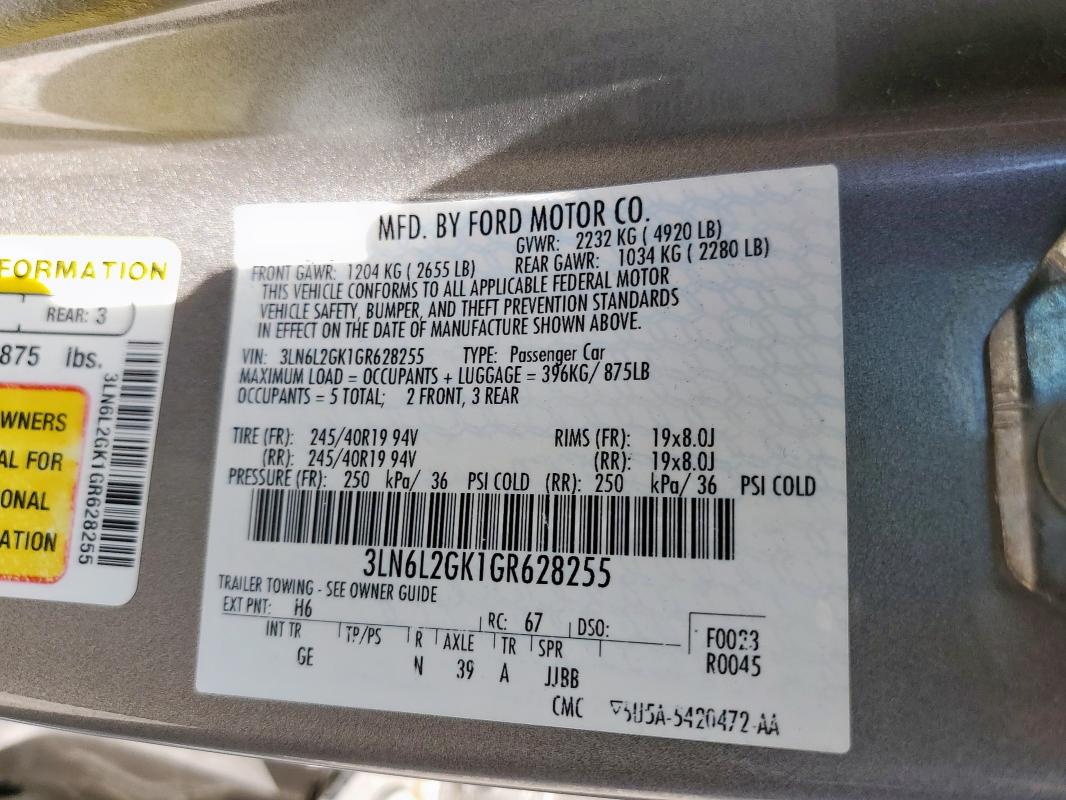 FORMATION
REAR: 3
875 lbs.
WNERS
AL FOR
ONAL
ATION
3LN6L2GK1GR628255
MFD. BY FORD MOTOR CO.
GVWR: 2232 KG ( 4920 LB)
FRONT GAWR: 1204 KG ( 2655 LB) REAR GAWR: 1034 KG ( 2280 LB)
THIS VEHICLE CONFORMS TO ALL APPLICABLE FEDERAL MOTOR
VEHICLE SAFETY, BUMPER, AND THEFT PREVENTION STANDARDS
IN EFFECT ON THE DATE OF MANUFACTURE SHOWN ABOVE.
VIN: 3LN6L2GK1GR628255 TYPE: Passenger Car
MAXIMUM LOAD = OCCUPANTS + LUGGAGE = 396KG/ 875LB
OCCUPANTS = 5 TOTAL; 2 FRONT, 3 REAR
TIRE (FR): 245/40R19 94V RIMS (FR): 19x8.0J
(RR): 245/40R19 94V (RR): 19x8.0J
PRESSURE (FR): 250 kPa/ 36 PSI COLD (RR): 250 kPa/ 36 PSI COLD
3LN6L2GK1GR628255
TRAILER TOWING - SEE OWNER GUIDE
EXT PNT: H6 RC: 67 DSO: F0023
INT TR TP/PS R AXLE TR SPR R0045
GE N 39 A JJBB
CMC 5U5A-5420472-AA